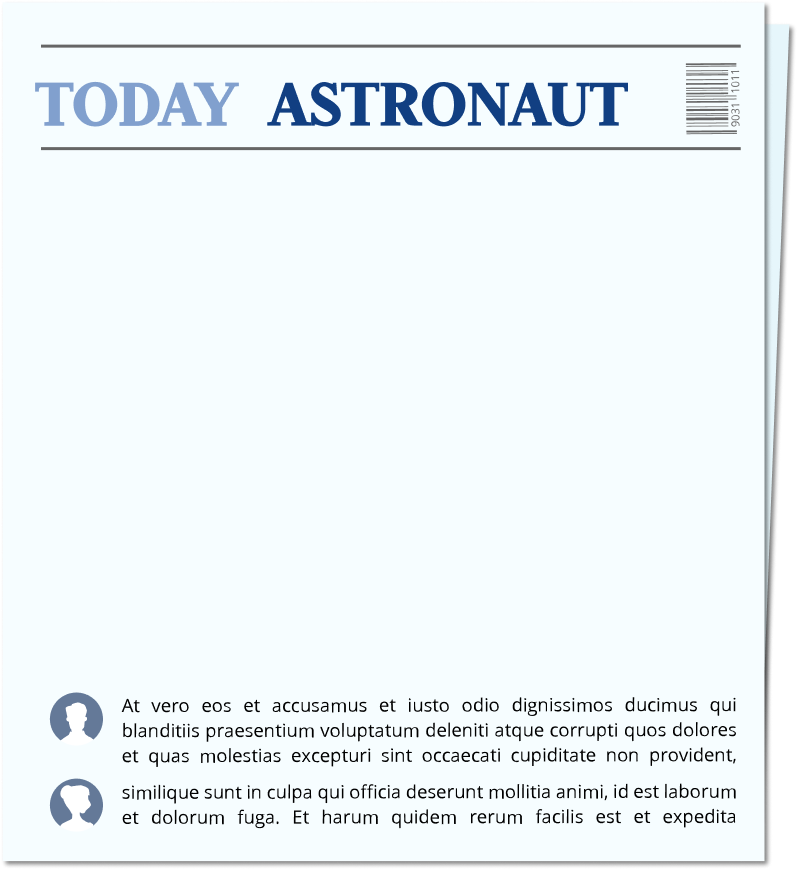 TODAY ASTRONAUT
9031 1011
At vero eos et accusamus et iusto odio dignissimos ducimus qui
blanditiis praesentium voluptatum deleniti atque corrupti quos dolores
et quas molestias excepturi sint occaecati cupiditate non provident,
similique sunt in culpa qui officia deserunt mollitia animi, id est laborum
et dolorum fuga. Et harum quidem rerum facilis est et expedita